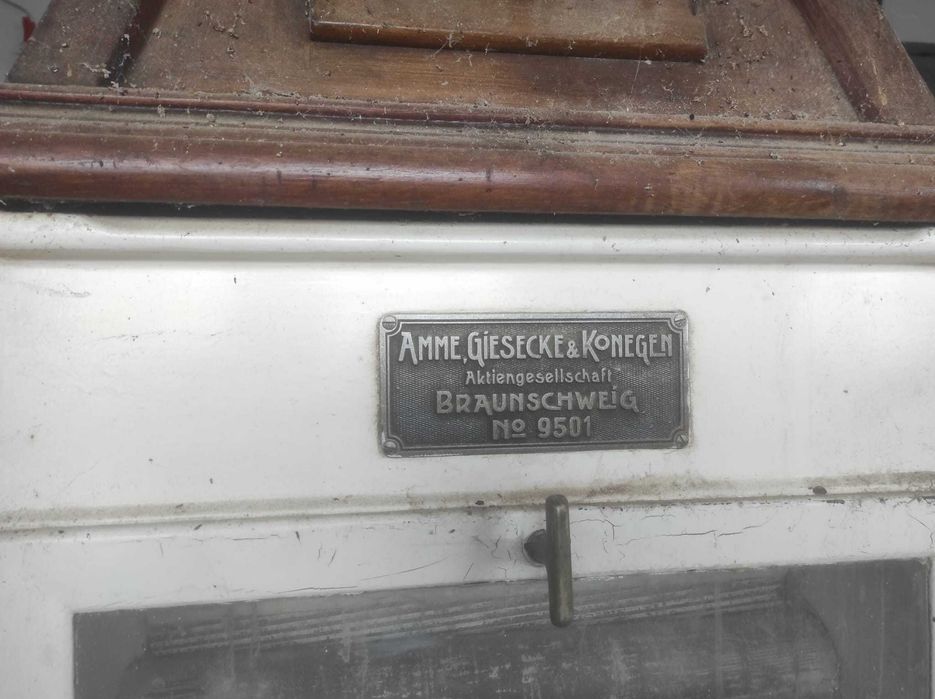 AMME, GIESECKE & KONEGEN
Aktiengesellschaft
BRAUNSCHWEIG
No 9501